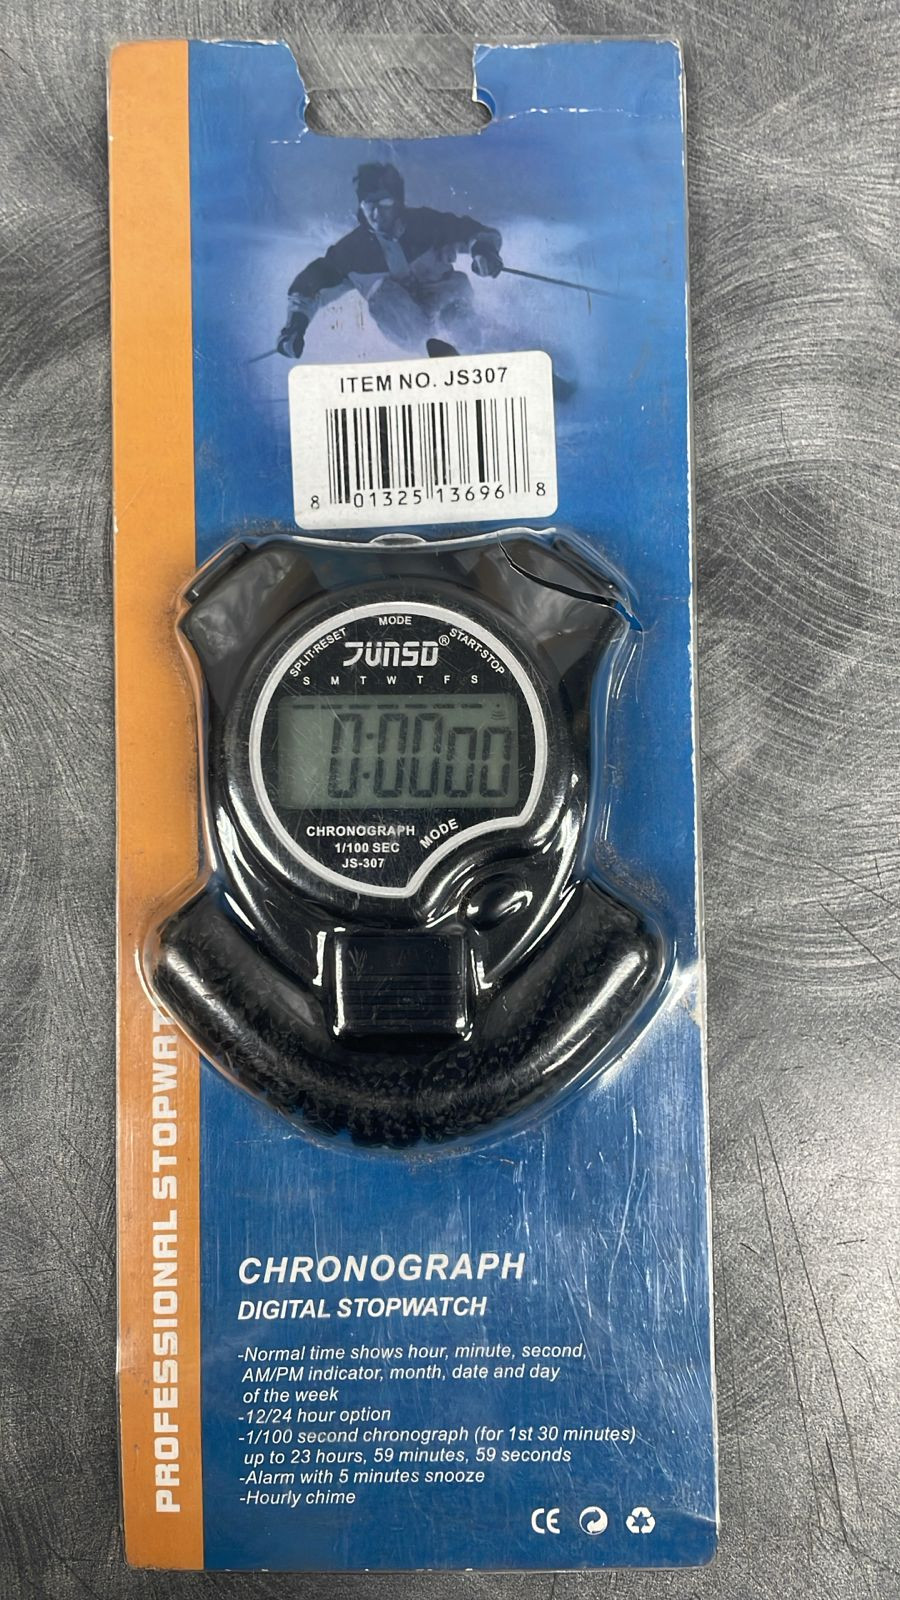 ITEM NO. JS307
8 01325 13696 8
MODE
SPLIT·RESET
START·STOP
JUNSD®
S M T W T F S
0:0000
CHRONOGRAPH
1/100 SEC
JS-307
MODE
PROFESSIONAL STOPWAT
CHRONOGRAPH
DIGITAL STOPWATCH
-Normal time shows hour, minute, second,
AM/PM indicator, month, date and day
of the week
-12/24 hour option
-1/100 second chronograph (for 1st 30 minutes)
up to 23 hours, 59 minutes, 59 seconds
-Alarm with 5 minutes snooze
-Hourly chime
CE